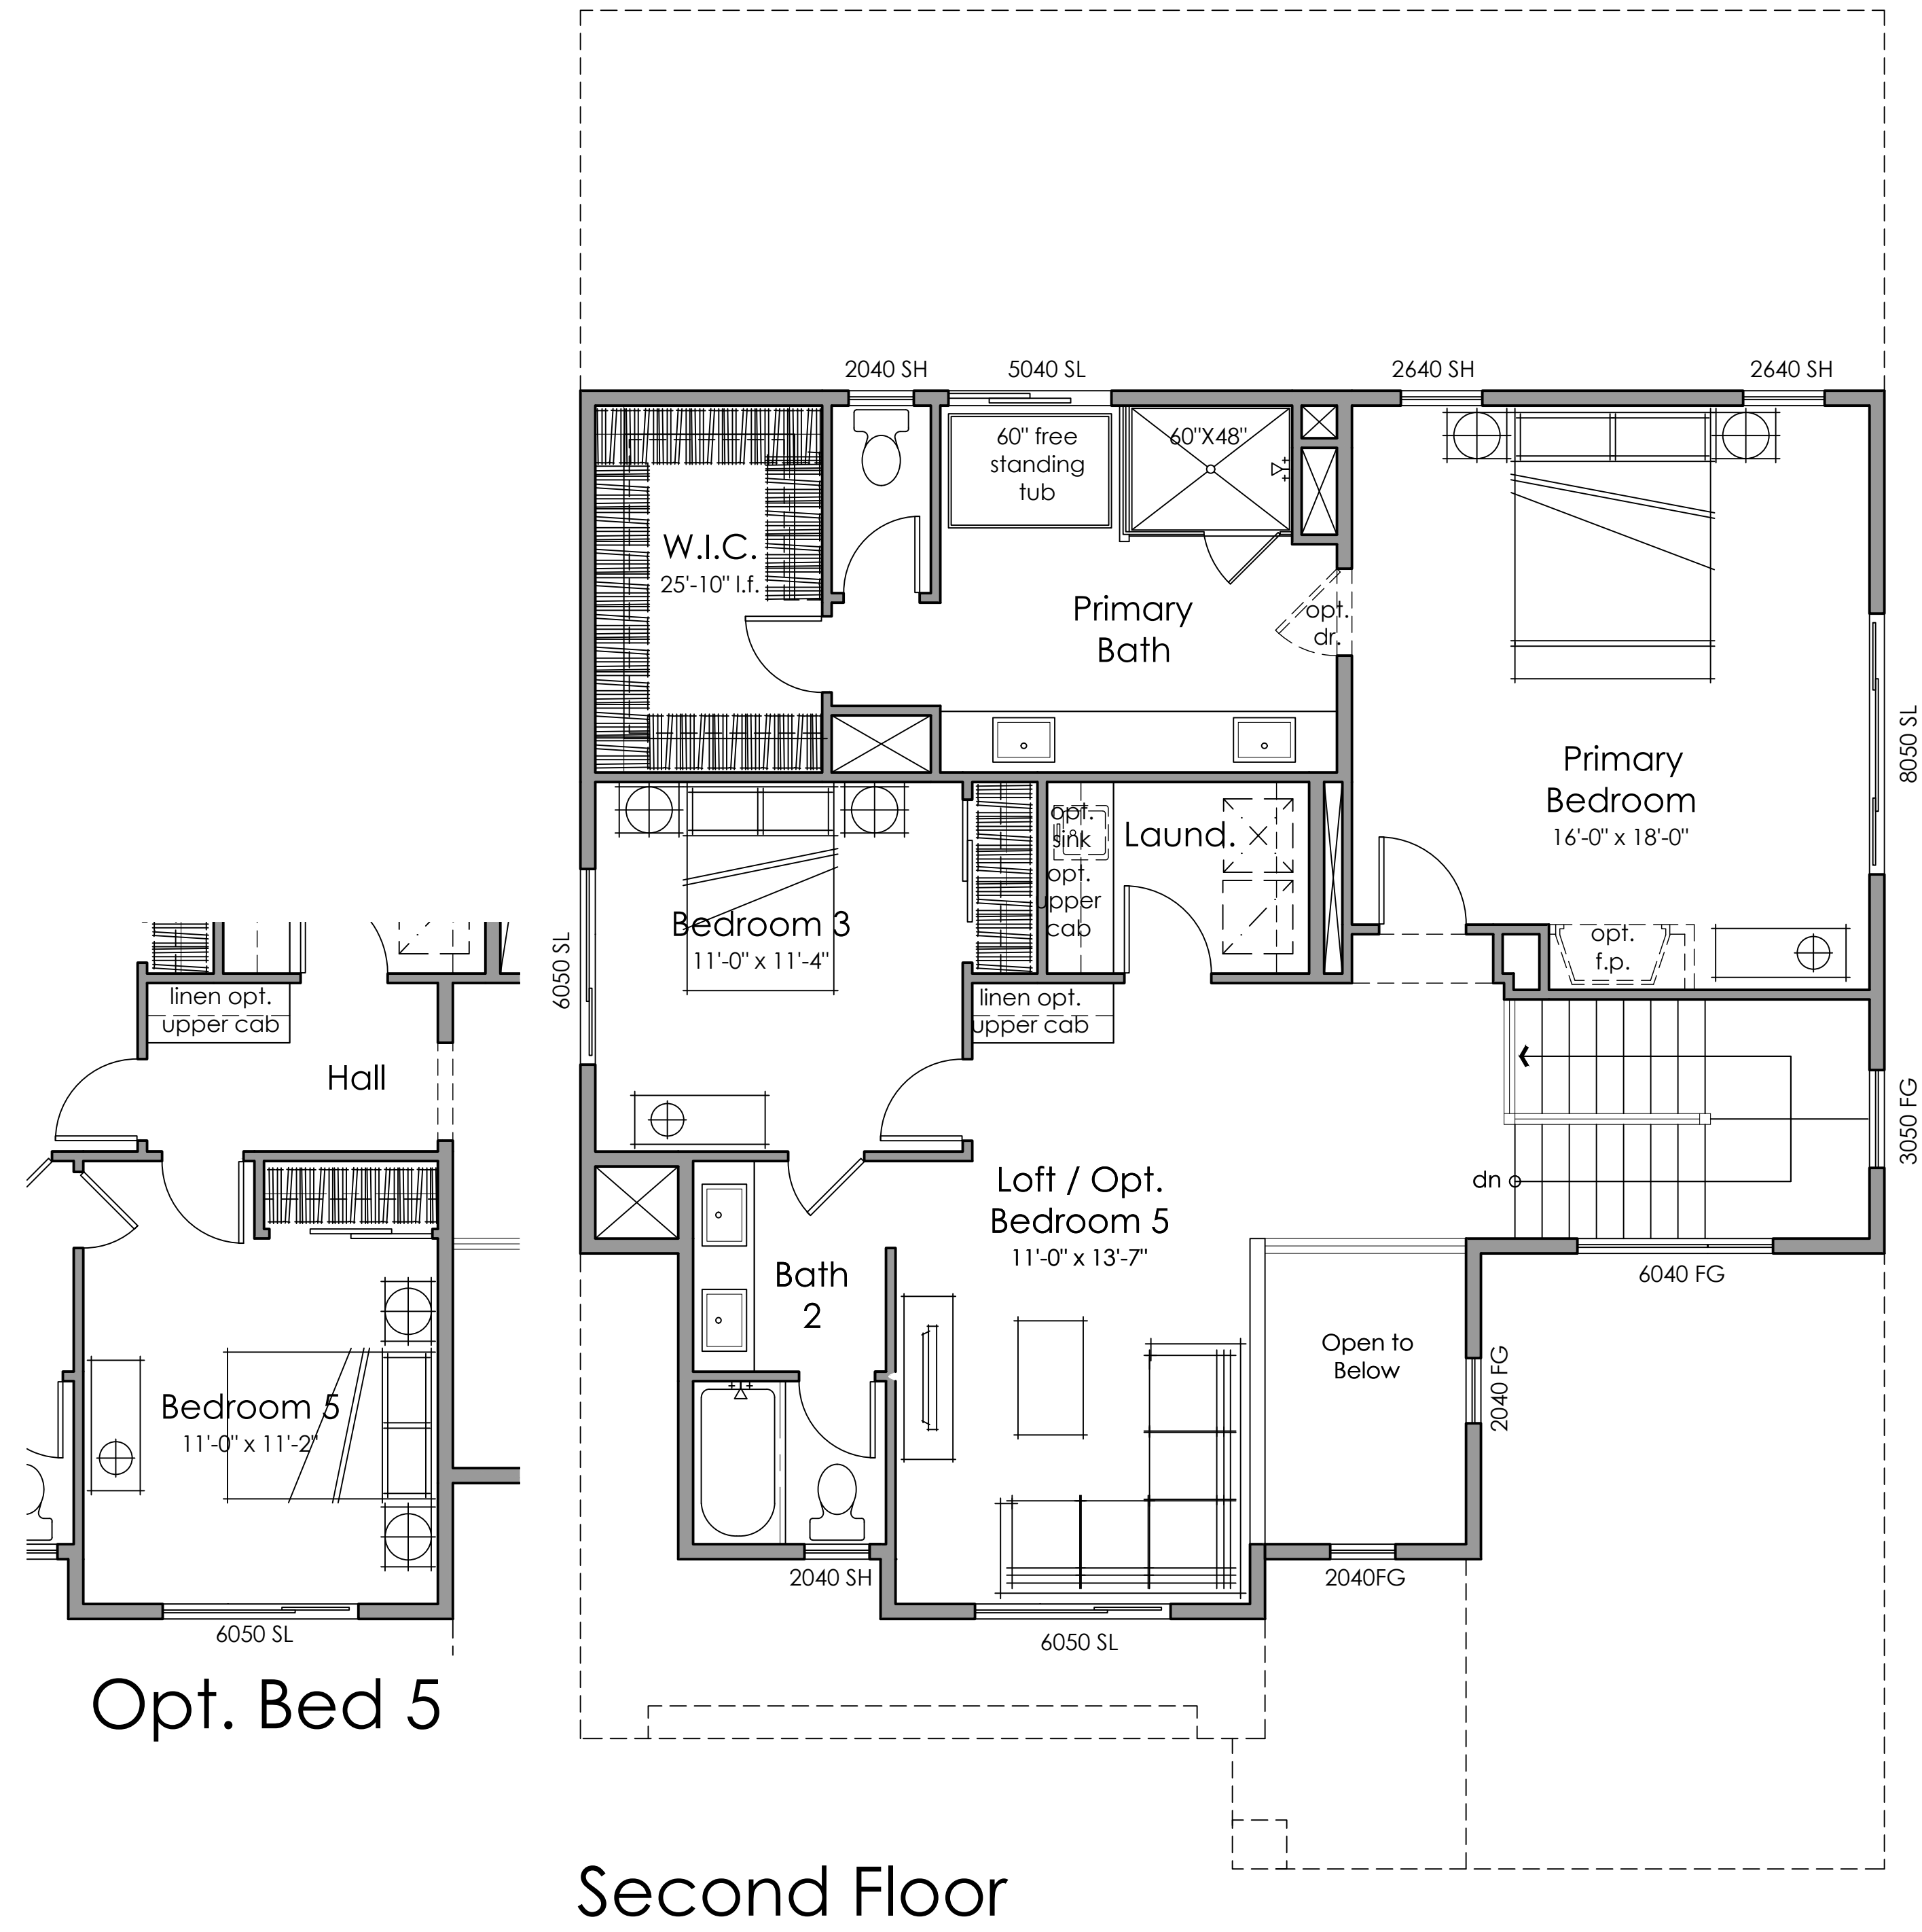 2040 SH
5040 SL
2640 SH
2640 SH
60" free
standing
tub
60"X48"
W.I.C.
25'-10" l.f.
Primary
Bath
opt.
dr.
Primary
Bedroom
16'-0" x 18'-0"
8050 SL
opt.
sink
Laund.
opt.
upper
cab
Bedroom 3
11'-0" x 11'-4"
6050 SL
opt.
f.p.
linen opt.
upper cab
linen opt.
upper cab
Hall
3050 FG
dn
Loft / Opt.
Bedroom 5
11'-0" x 13'-7"
Bath
2
6040 FG
Open to
Below
2040 FG
Bedroom 5
11'-0" x 11'-2"
2040 SH
2040FG
6050 SL
6050 SL
Opt. Bed 5
Second Floor